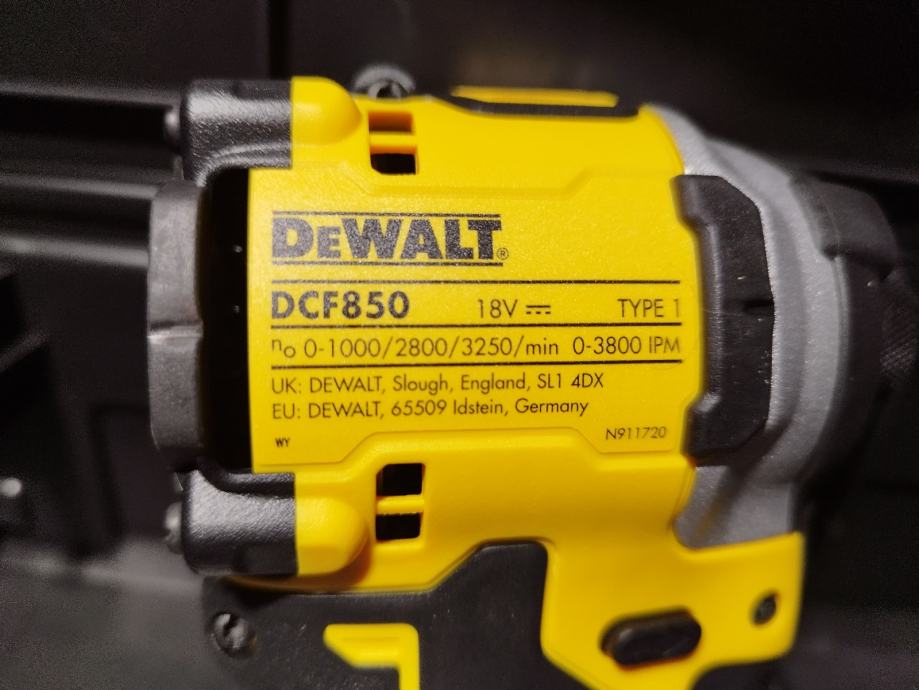 DEWALT®
DCF850 18V ⎓ TYPE 1
n₀ 0-1000/2800/3250/min 0-3800 IPM
UK: DEWALT, Slough, England, SL1 4DX
EU: DEWALT, 65509 Idstein, Germany
WY N911720